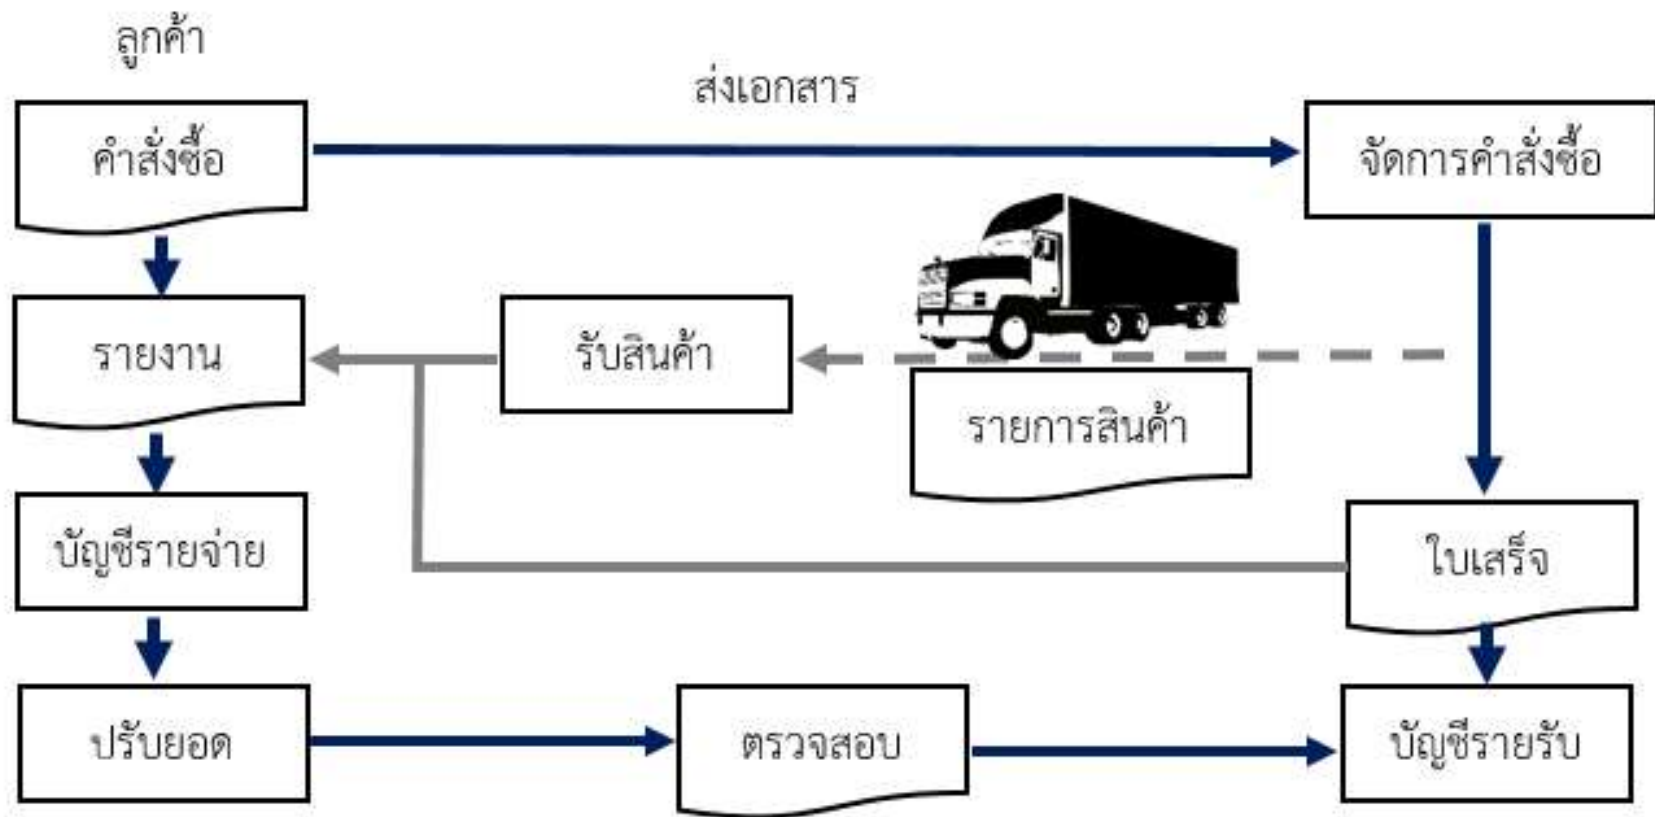 ลูกค้า
ส่งเอกสาร
คำสั่งซื้อ
จัดการคำสั่งซื้อ
รายงาน
รับสินค้า
รายการสินค้า
บัญชีรายจ่าย
ใบเสร็จ
ปรับยอด
ตรวจสอบ
บัญชีรายรับ